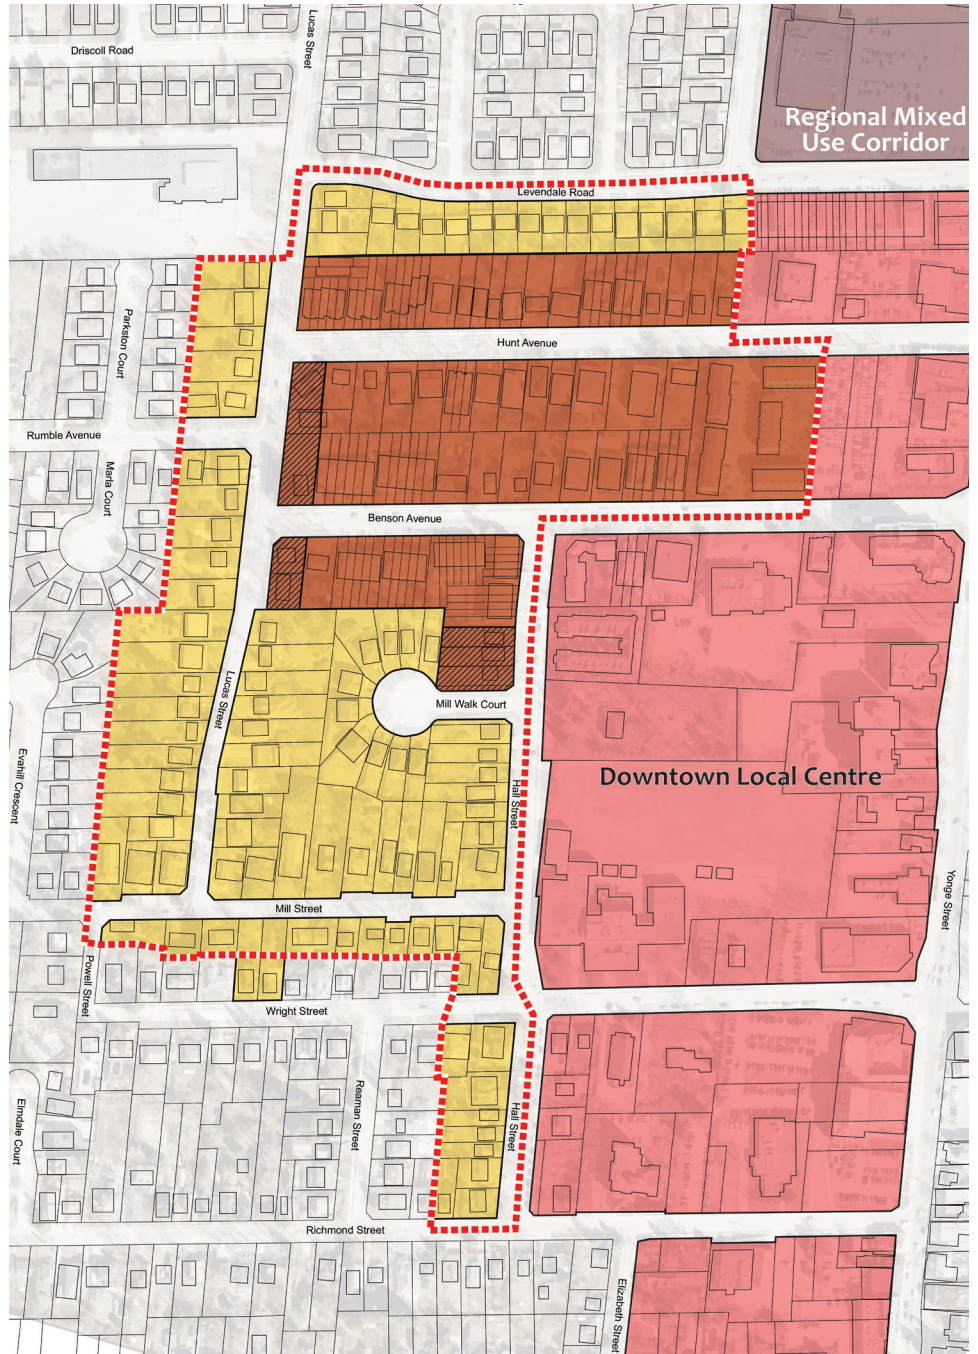 Lucas Street
Driscoll Road
Regional Mixed
Use Corridor
Levendale Road
Parkston Court
Hunt Avenue
Rumble Avenue
Marla Court
Benson Avenue
Lucas Street
Mill Walk Court
Evahill Crescent
Hall Street
Downtown Local Centre
Yonge Street
Mill Street
Powell Street
Wright Street
Elmdale Court
Reaman Street
Hall Street
Richmond Street
Elizabeth Street